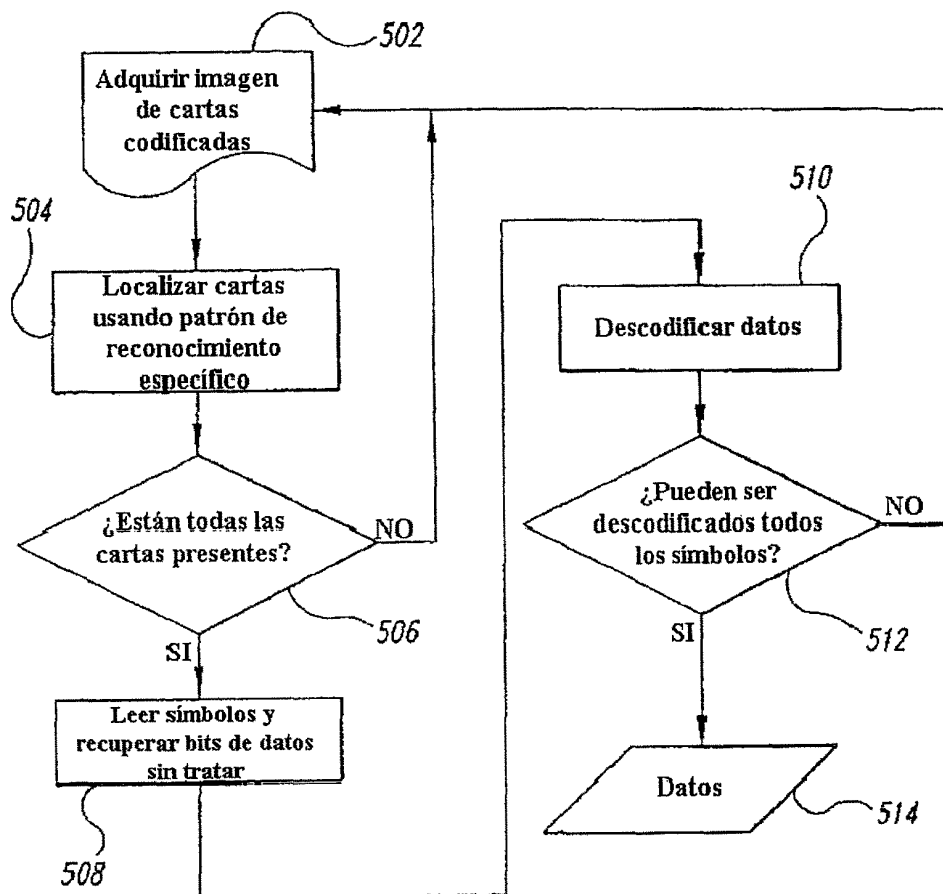 502
Adquirir imagen
de cartas
codificadas
504
Localizar cartas
usando patrón de
reconocimiento
específico
¿Están todas las
cartas presentes?
NO
506
SI
Leer símbolos y
recuperar bits de datos
sin tratar
508
510
Descodificar datos
¿Pueden ser
descodificados todos
los símbolos?
NO
512
SI
Datos
514